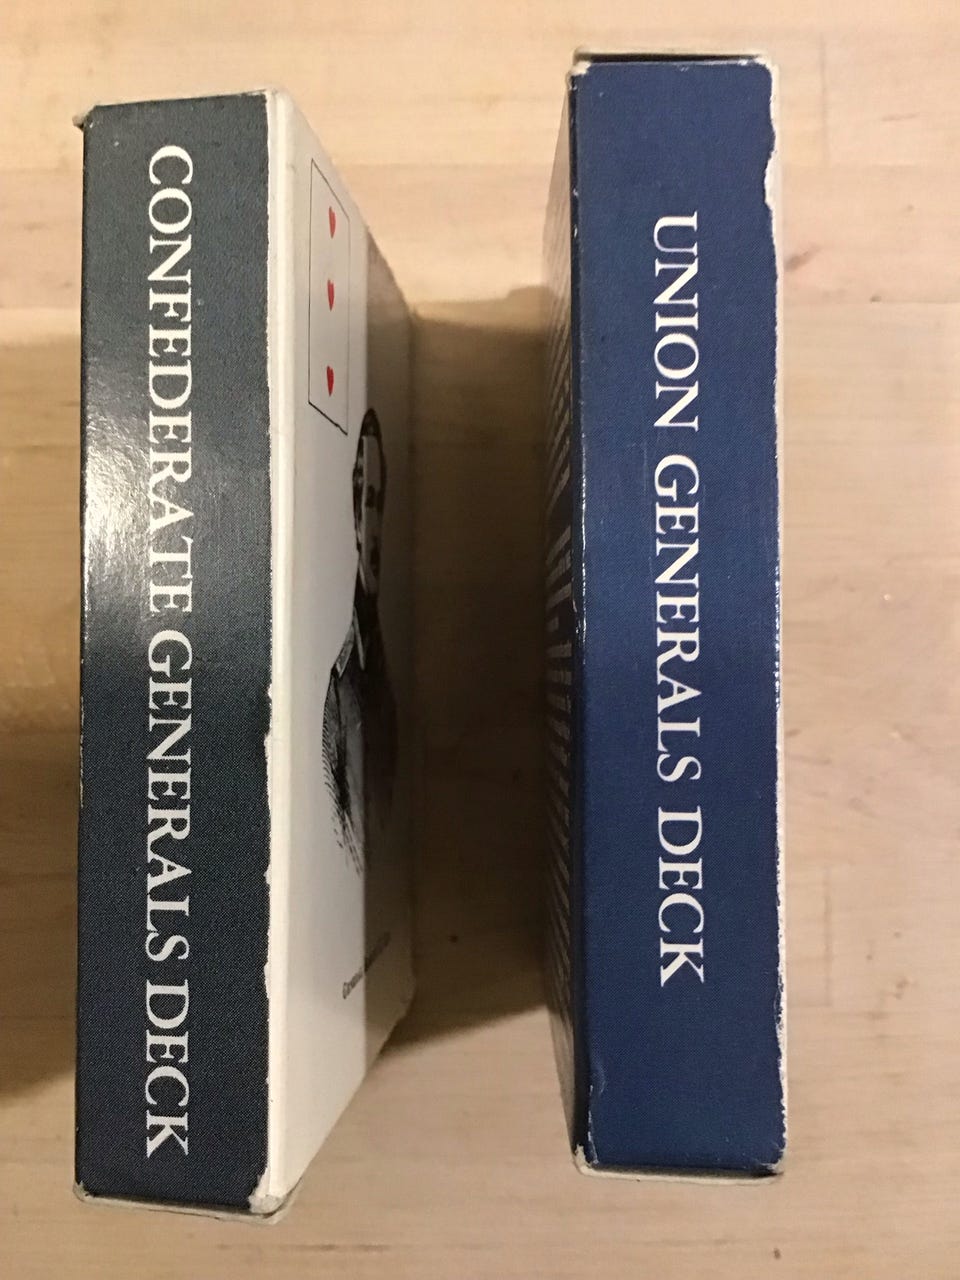 CONFEDERATE GENERALS DECK
UNION GENERALS DECK